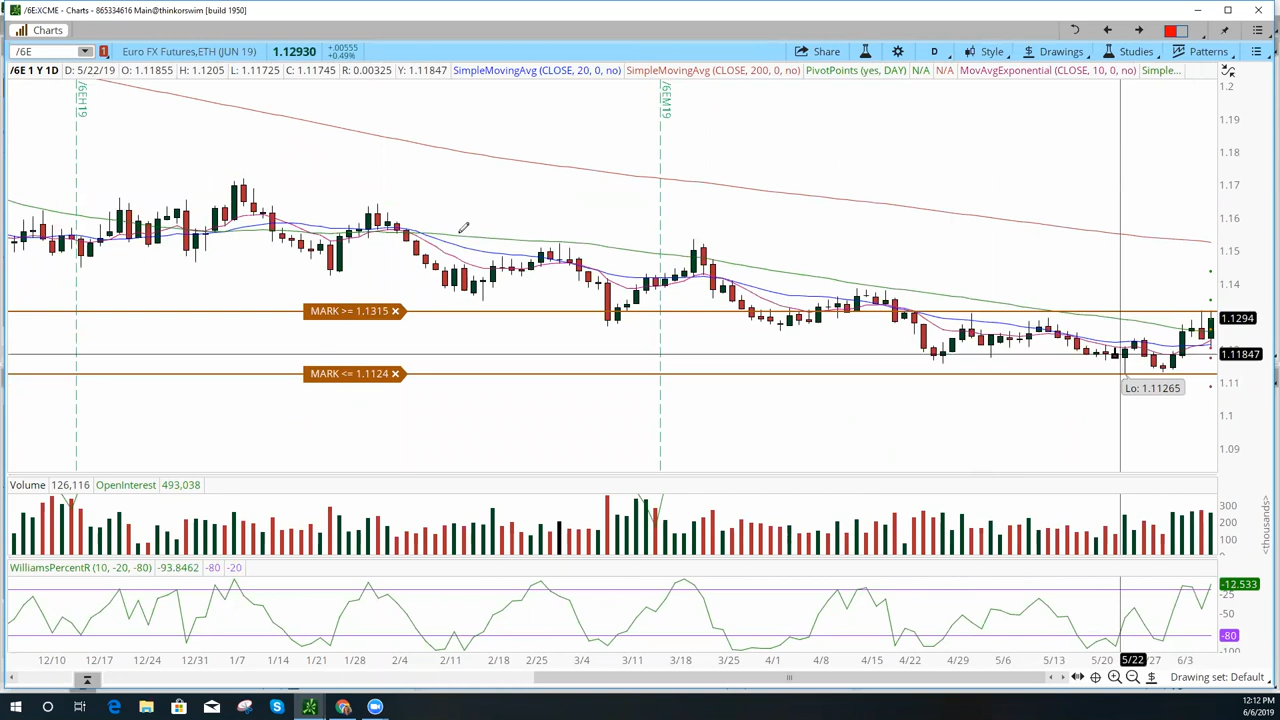 /6E:XCME - Charts - 865334616 Main@thinkorswim [build 1950]
Charts
/6E 1 Euro FX Futures,ETH (JUN 19) 1.12930 +.00555 +0.49% Share D Style Drawings Studies Patterns
/6E 1 Y 1D D: 5/22/19 O: 1.11855 H: 1.1205 L: 1.11725 C: 1.11745 R: 0.00325 Y: 1.11847 SimpleMovingAvg (CLOSE, 20, 0, no) SimpleMovingAvg (CLOSE, 200, 0, no) PivotPoints (yes, DAY) N/A N/A MovAvgExponential (CLOSE, 10, 0, no) Simple...
/6EH19
/6EM19
1.2
1.19
1.18
1.17
1.16
1.15
1.14
MARK >= 1.1315 ×
1.1294
1.11847
MARK <= 1.1124 ×
1.11
Lo: 1.11265
1.1
1.09
Volume 126,116 OpenInterest 493,038
300
200
100
0
<thousands>
WilliamsPercentR (10, -20, -80) -93.8462 -80 -20
-12.533
-25
-50
-80
-100
12/10 12/17 12/24 12/31 1/7 1/14 1/21 1/28 2/4 2/11 2/18 2/25 3/4 3/11 3/18 3/25 4/1 4/8 4/15 4/22 4/29 5/6 5/13 5/20 5/22 /27 6/3
Drawing set: Default
12:12 PM
6/6/2019